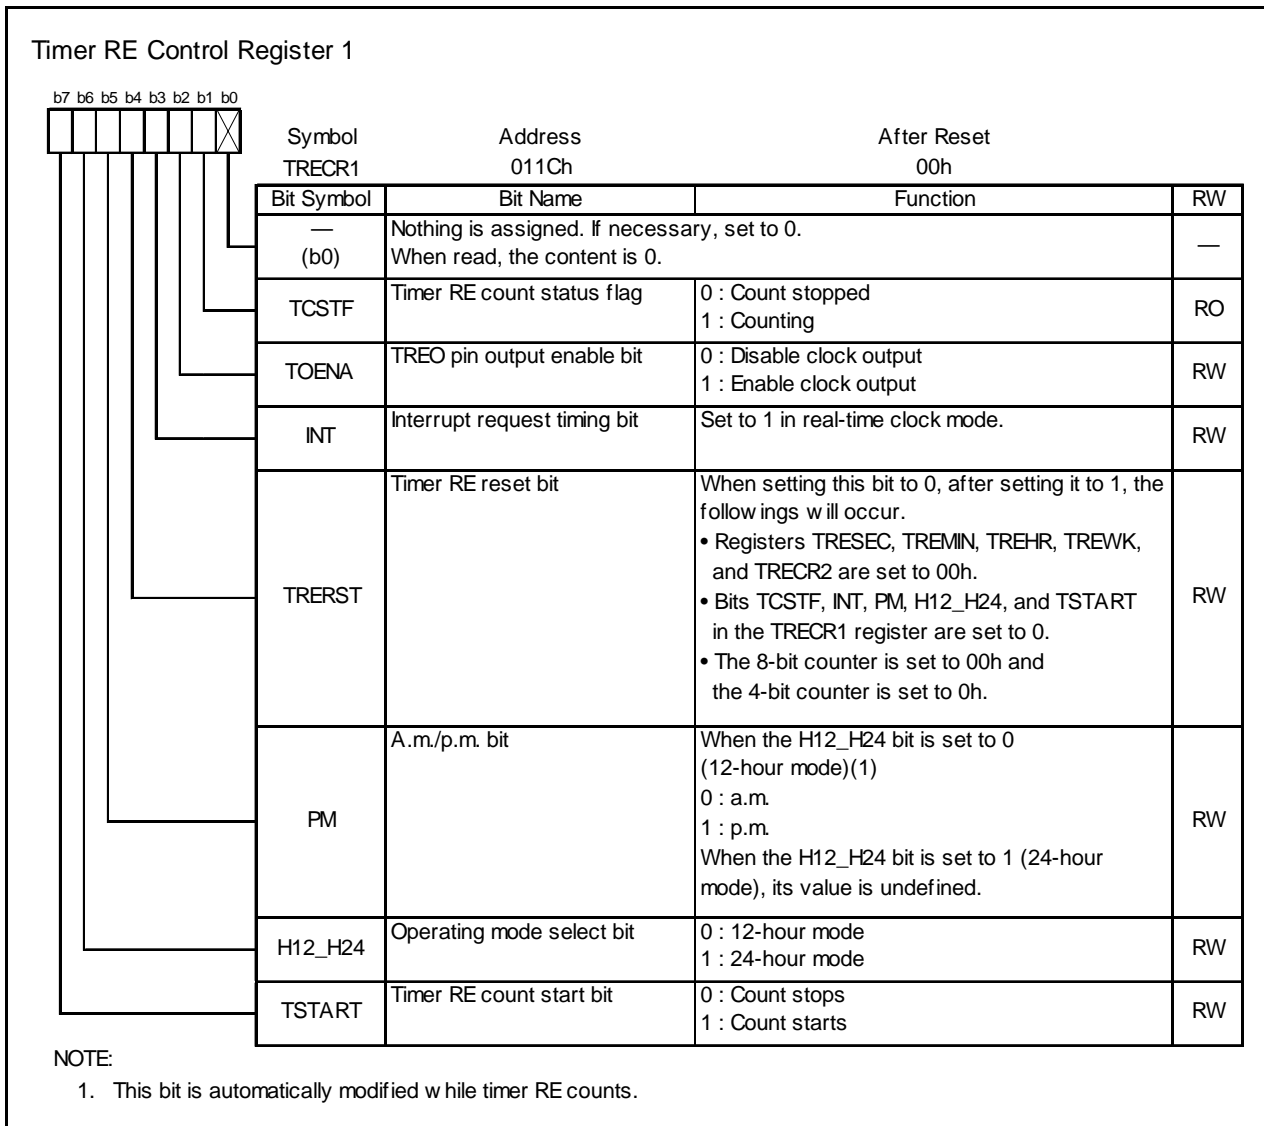 Timer RE Control Register 1
b7 b6 b5 b4 b3 b2 b1 b0
Symbol Address After Reset
TRECR1 011Ch 00h
Bit Symbol Bit Name Function RW
— (b0) Nothing is assigned. If necessary, set to 0.
When read, the content is 0. —
TCSTF Timer RE count status flag 0 : Count stopped
1 : Counting RO
TOENA TREO pin output enable bit 0 : Disable clock output
1 : Enable clock output RW
INT Interrupt request timing bit Set to 1 in real-time clock mode. RW
TRERST Timer RE reset bit When setting this bit to 0, after setting it to 1, the
followings will occur.
• Registers TRESEC, TREMIN, TREHR, TREWK,
and TRECR2 are set to 00h.
• Bits TCSTF, INT, PM, H12_H24, and TSTART
in the TRECR1 register are set to 0.
• The 8-bit counter is set to 00h and
the 4-bit counter is set to 0h. RW
PM A.m./p.m. bit When the H12_H24 bit is set to 0
(12-hour mode)(1)
0 : a.m.
1 : p.m.
When the H12_H24 bit is set to 1 (24-hour
mode), its value is undefined. RW
H12_H24 Operating mode select bit 0 : 12-hour mode
1 : 24-hour mode RW
TSTART Timer RE count start bit 0 : Count stops
1 : Count starts RW
NOTE:
1. This bit is automatically modified while timer RE counts.